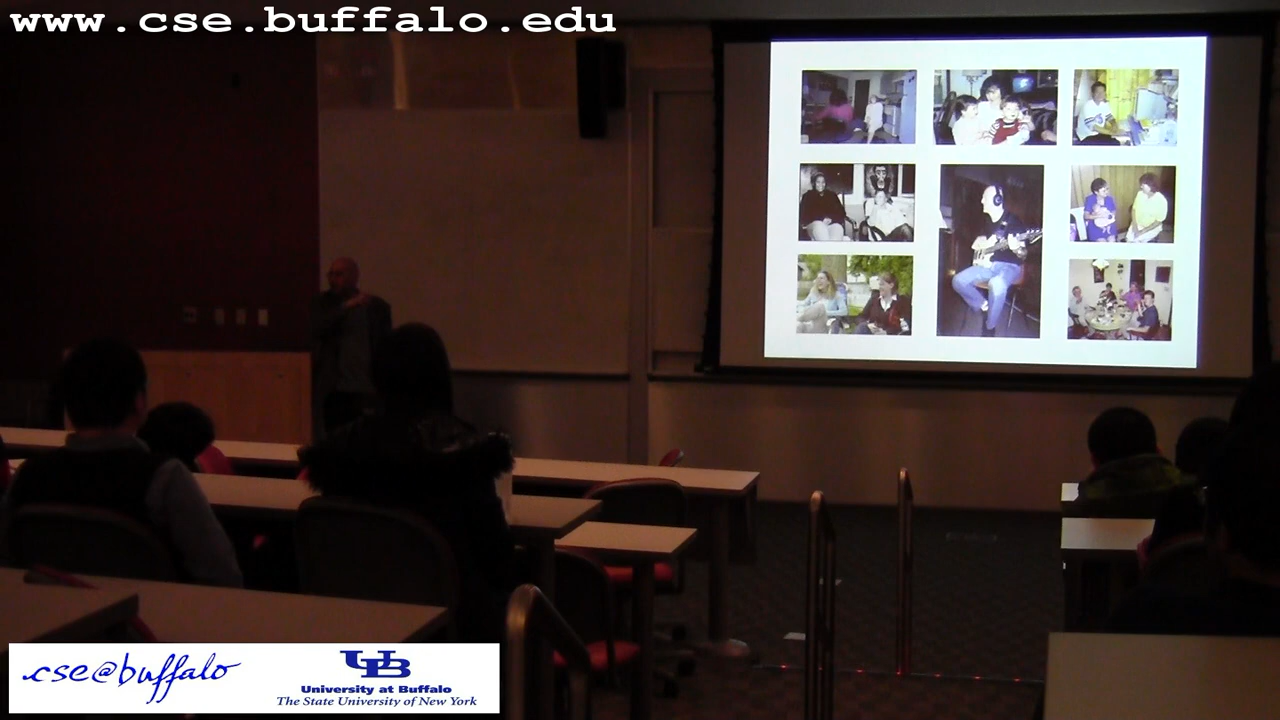 www.cse.buffalo.edu
cse@buffalo
UB
University at Buffalo
The State University of New York